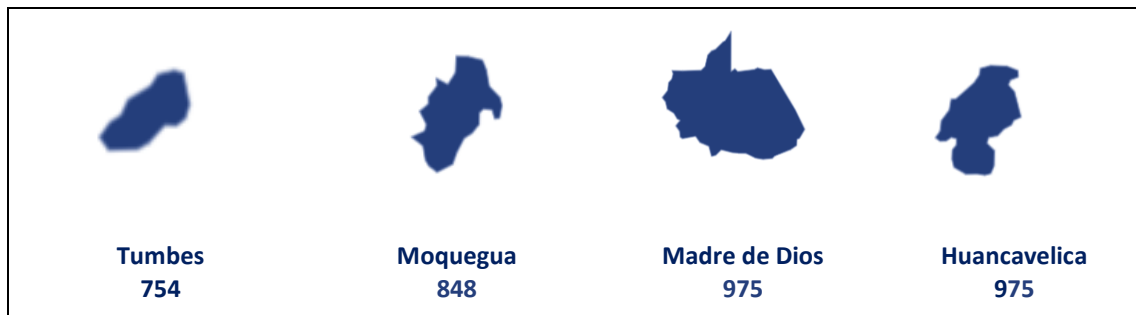 Tumbes
754
Moquegua
848
Madre de Dios
975
Huancavelica
975